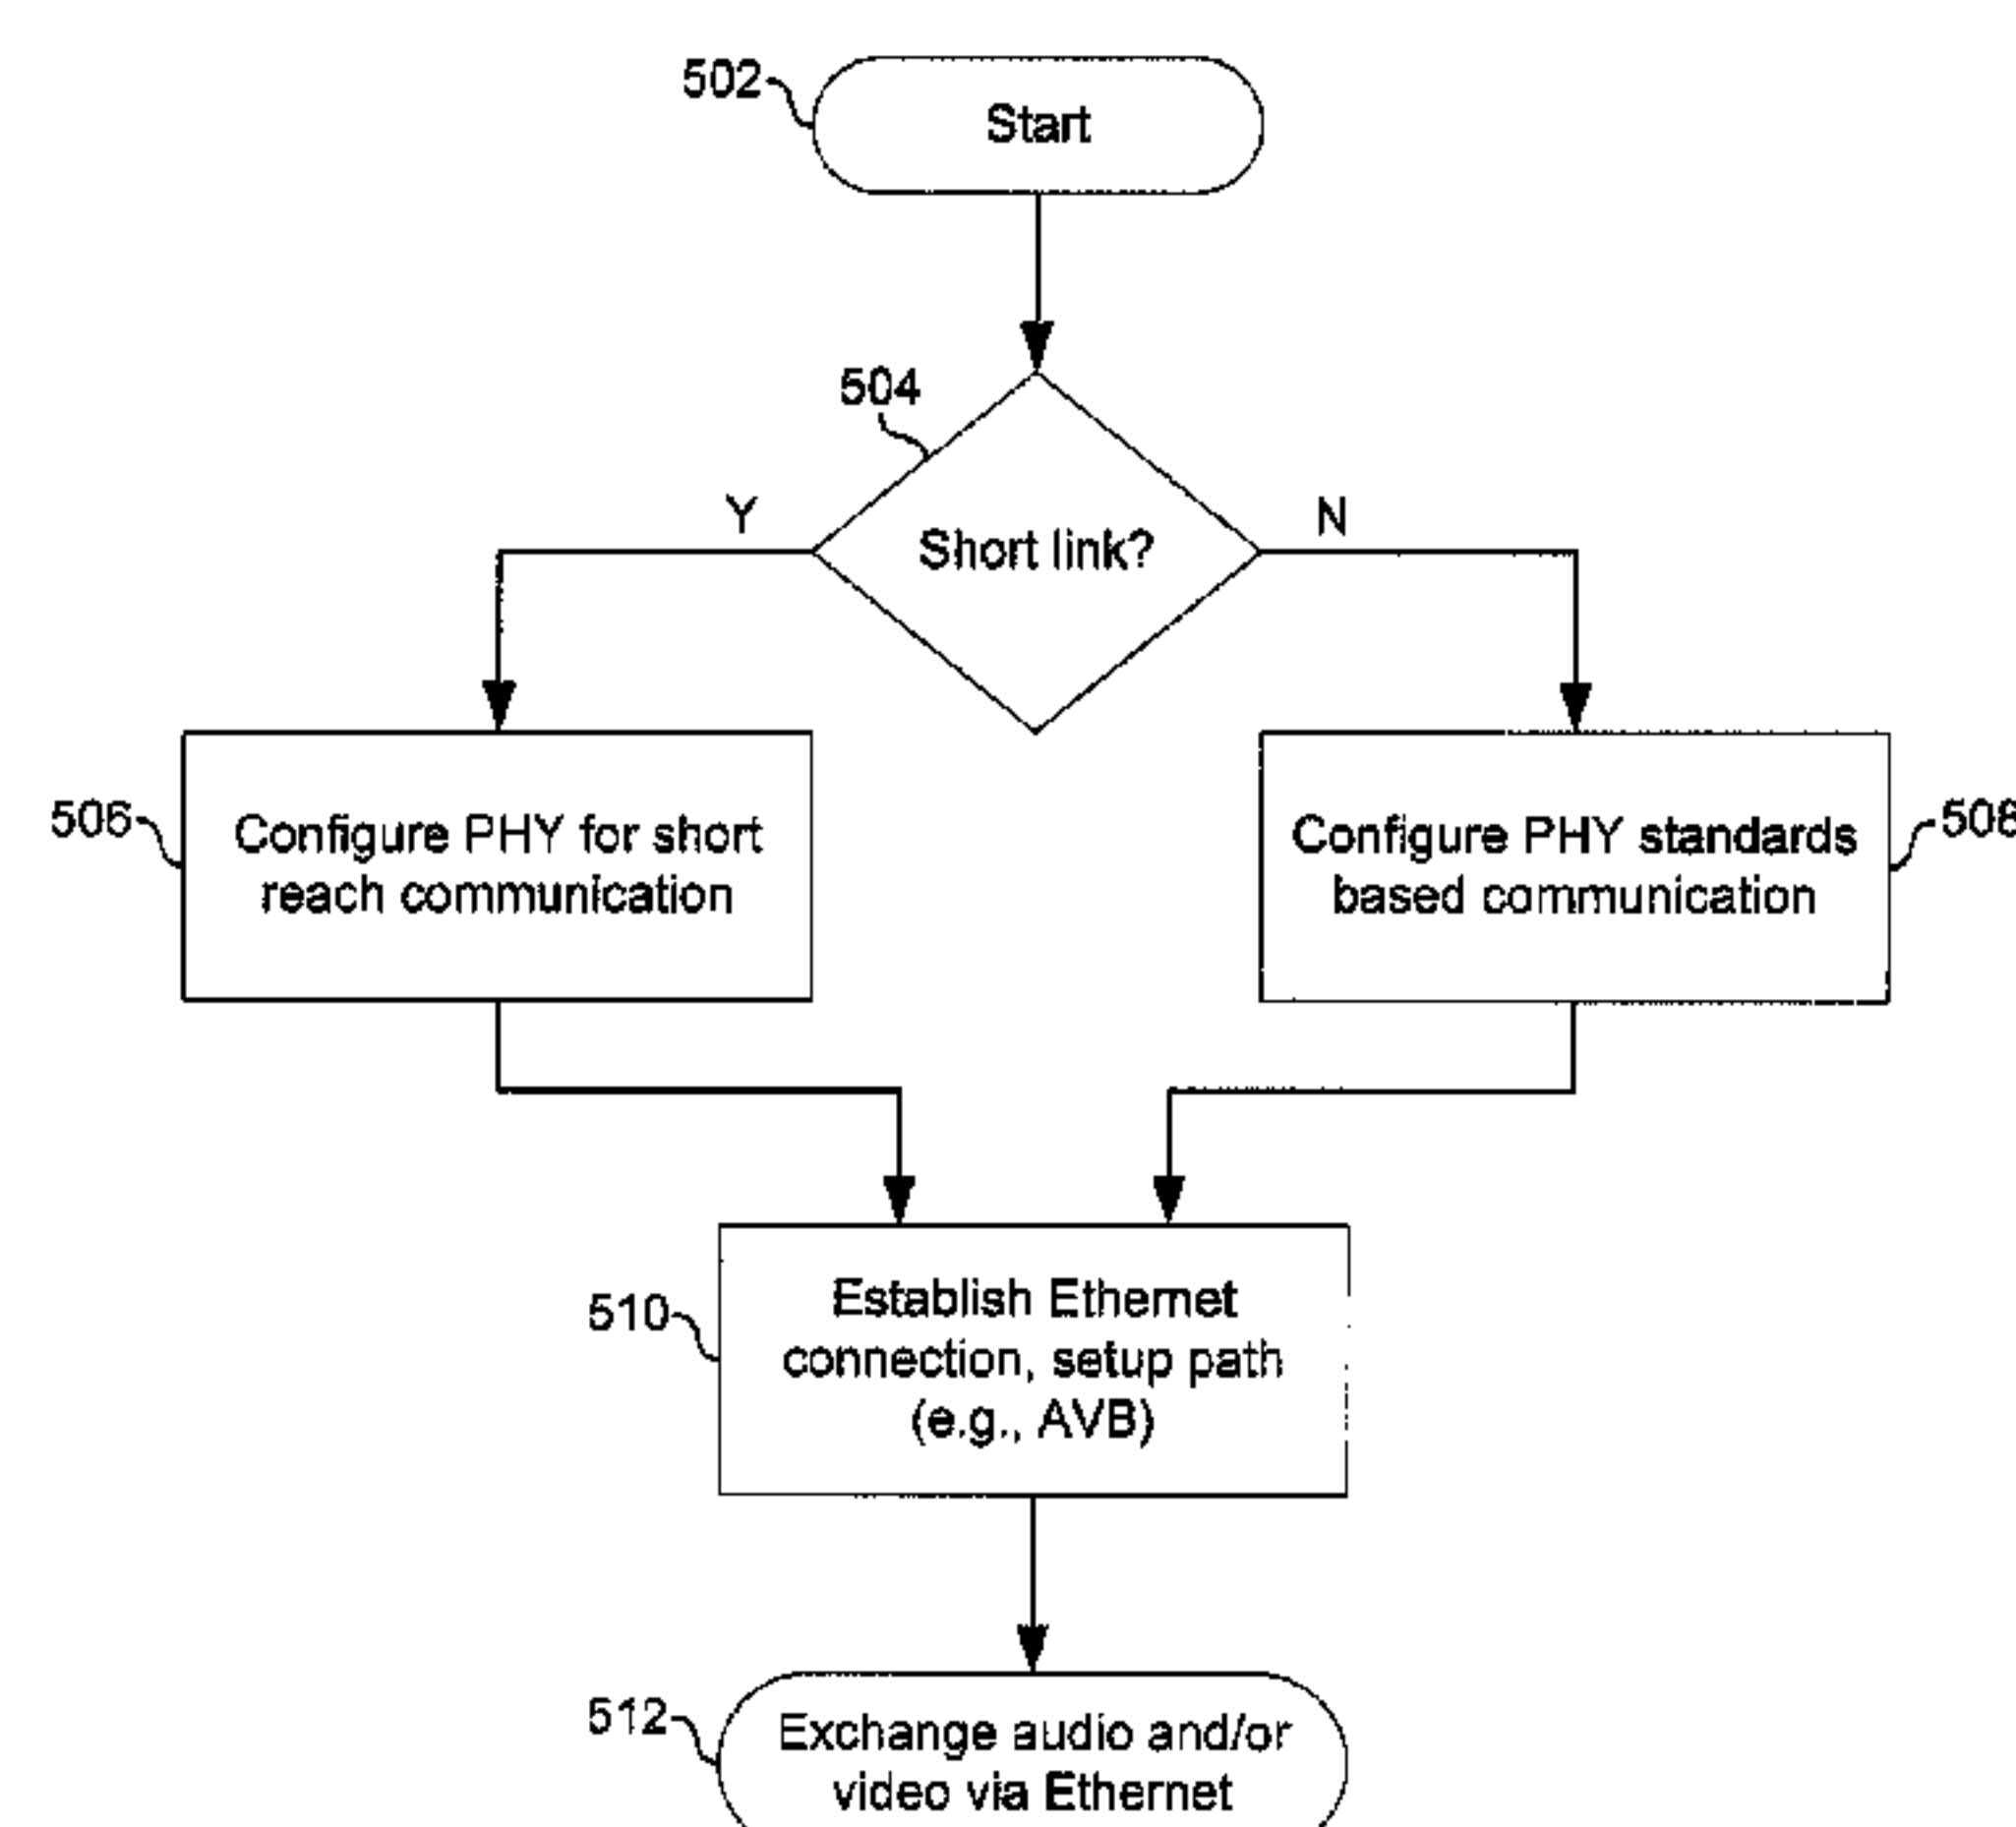 502
Start
504
Y
N
Short link?
506
Configure PHY for short
reach communication
Configure PHY standards
based communication
508
510
Establish Ethernet
connection, setup path
(e.g., AVB)
512
Exchange audio and/or
video via Ethernet